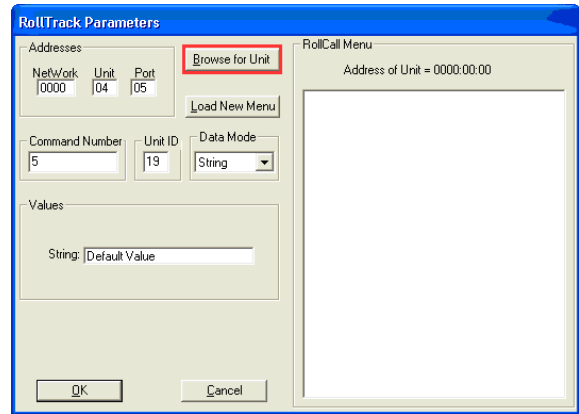 RollTrack Parameters
Addresses
NetWork Unit Port
0000 04 05
Browse for Unit
Load New Menu
Command Number
5
Unit ID
19
Data Mode
String
Values
String: Default Value
OK
Cancel
RollCall Menu
Address of Unit = 0000:00:00